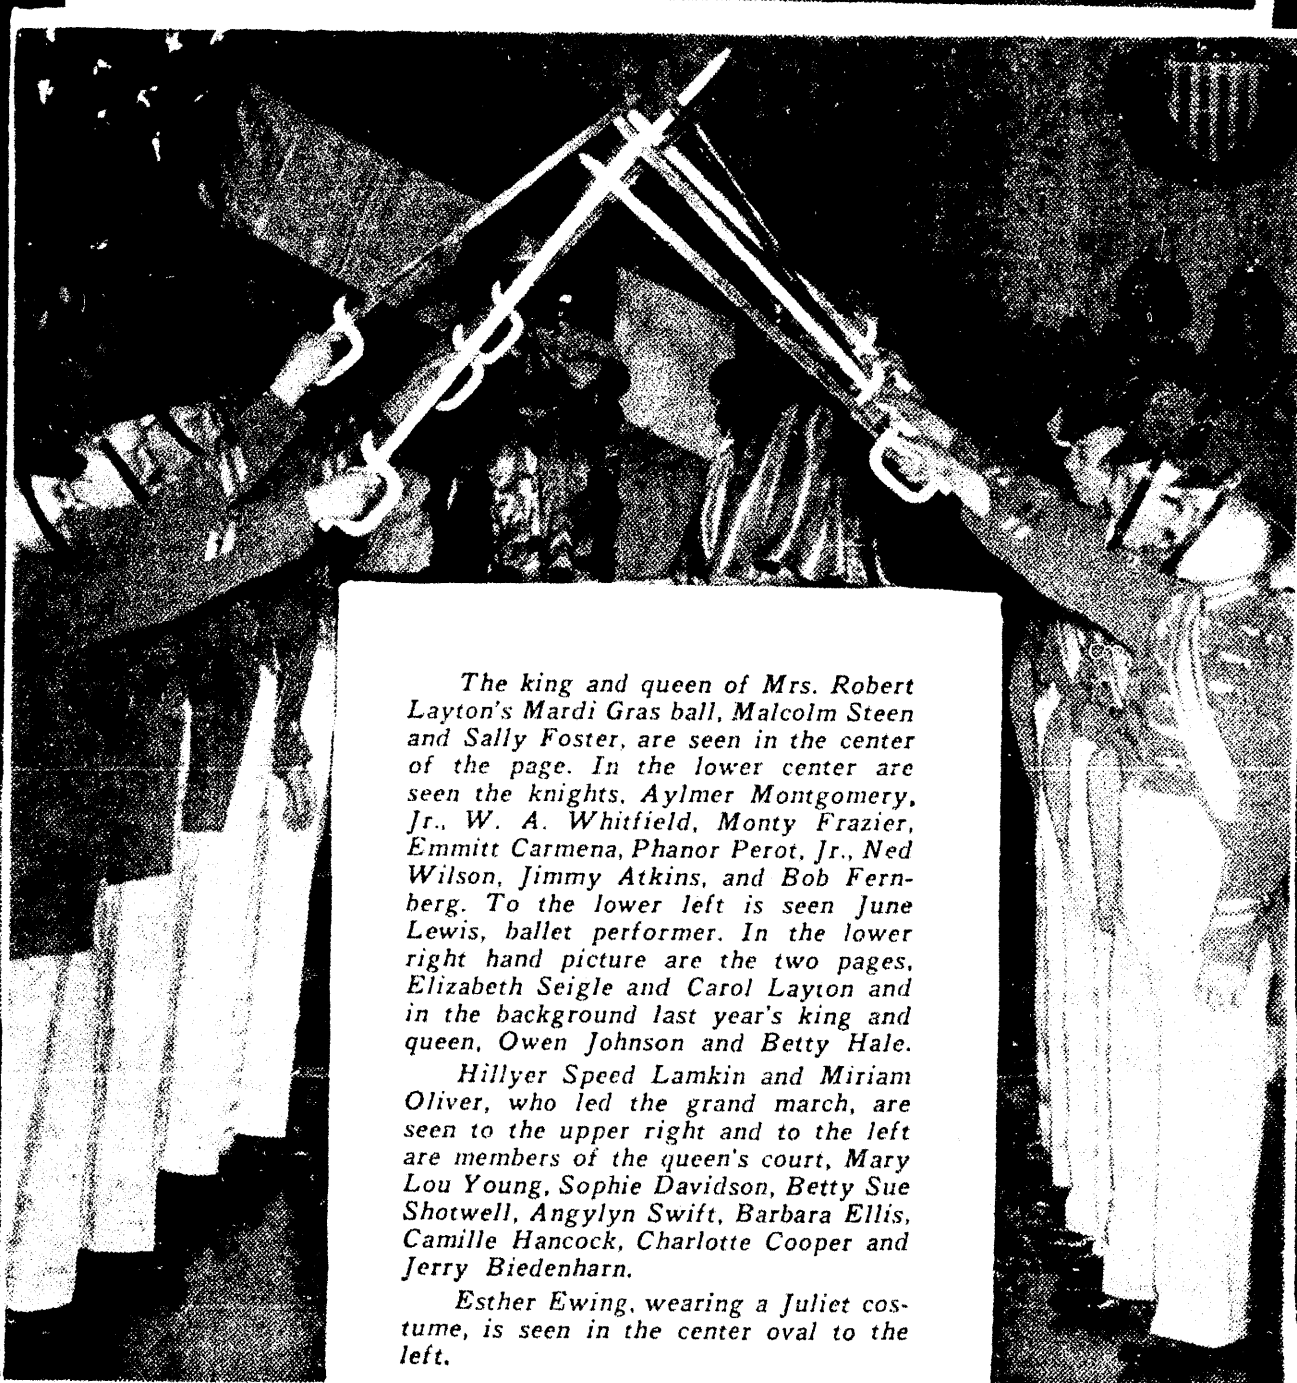 The king and queen of Mrs. Robert
Layton's Mardi Gras ball, Malcolm Steen
and Sally Foster, are seen in the center
of the page. In the lower center are
seen the knights, Aylmer Montgomery,
Jr., W. A. Whitfield, Monty Frazier,
Emmitt Carmena, Phanor Perot, Jr., Ned
Wilson, Jimmy Atkins, and Bob Fern-
berg. To the lower left is seen June
Lewis, ballet performer. In the lower
right hand picture are the two pages,
Elizabeth Seigle and Carol Layton and
in the background last year's king and
queen, Owen Johnson and Betty Hale.
Hillyer Speed Lamkin and Miriam
Oliver, who led the grand march, are
seen to the upper right and to the left
are members of the queen's court, Mary
Lou Young, Sophie Davidson, Betty Sue
Shotwell, Angylyn Swift, Barbara Ellis,
Camille Hancock, Charlotte Cooper and
Jerry Biedenharn.
Esther Ewing, wearing a Juliet cos-
tume, is seen in the center oval to the
left.